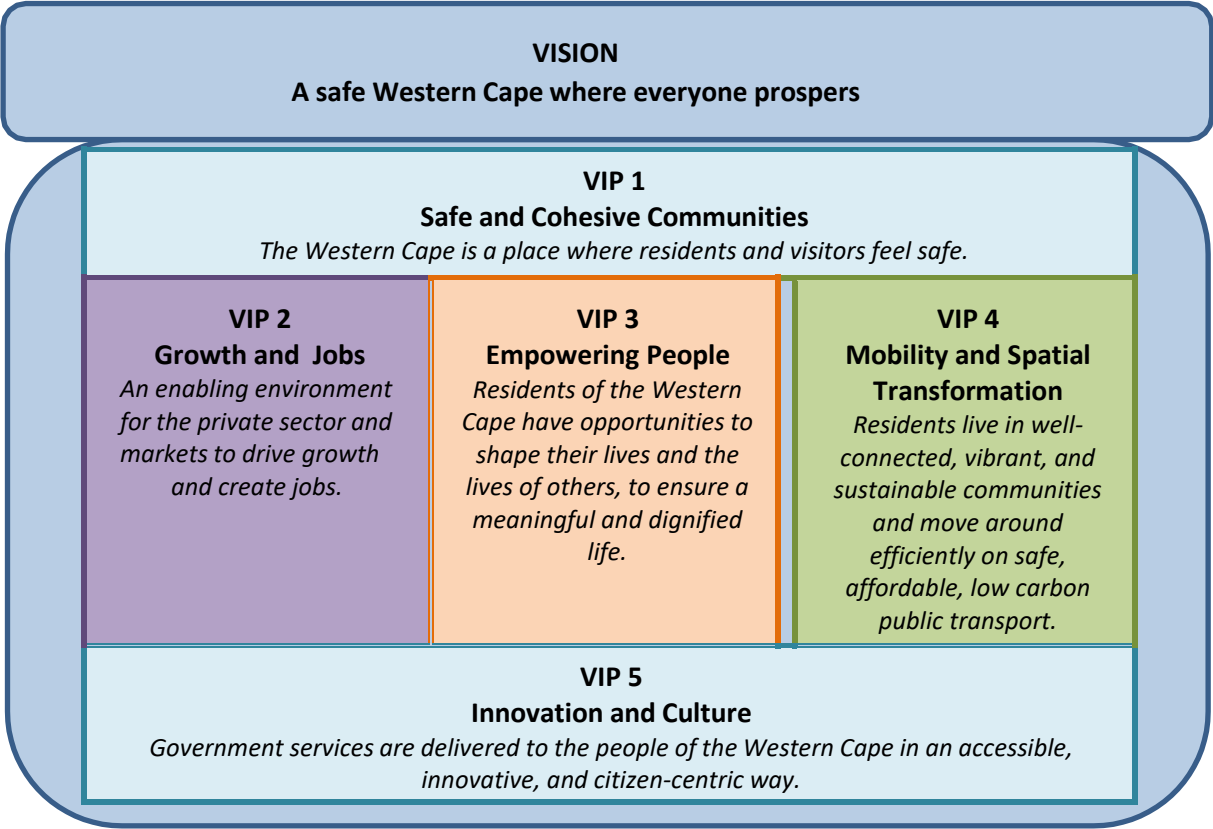 VISION
A safe Western Cape where everyone prospers
VIP 1
Safe and Cohesive Communities
The Western Cape is a place where residents and visitors feel safe.
VIP 2
Growth and Jobs
An enabling environment
for the private sector and
markets to drive growth
and create jobs.
VIP 3
Empowering People
Residents of the Western
Cape have opportunities to
shape their lives and the
lives of others, to ensure a
meaningful and dignified
life.
VIP 4
Mobility and Spatial
Transformation
Residents live in well-
connected, vibrant, and
sustainable communities
and move around
efficiently on safe,
affordable, low carbon
public transport.
VIP 5
Innovation and Culture
Government services are delivered to the people of the Western Cape in an accessible,
innovative, and citizen-centric way.